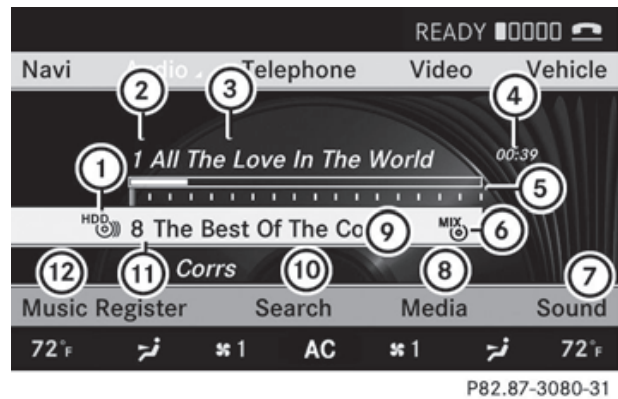 READY
Navi Audio Telephone Video Vehicle
2 3 4
1 All The Love In The World 00:39
1 5
HDD 8 The Best Of The Co 9 MIX 6
12 11 Corrs 10 8 7
Music Register Search Media Sound
72°F 1 AC 1 72°F
P82.87-3080-31